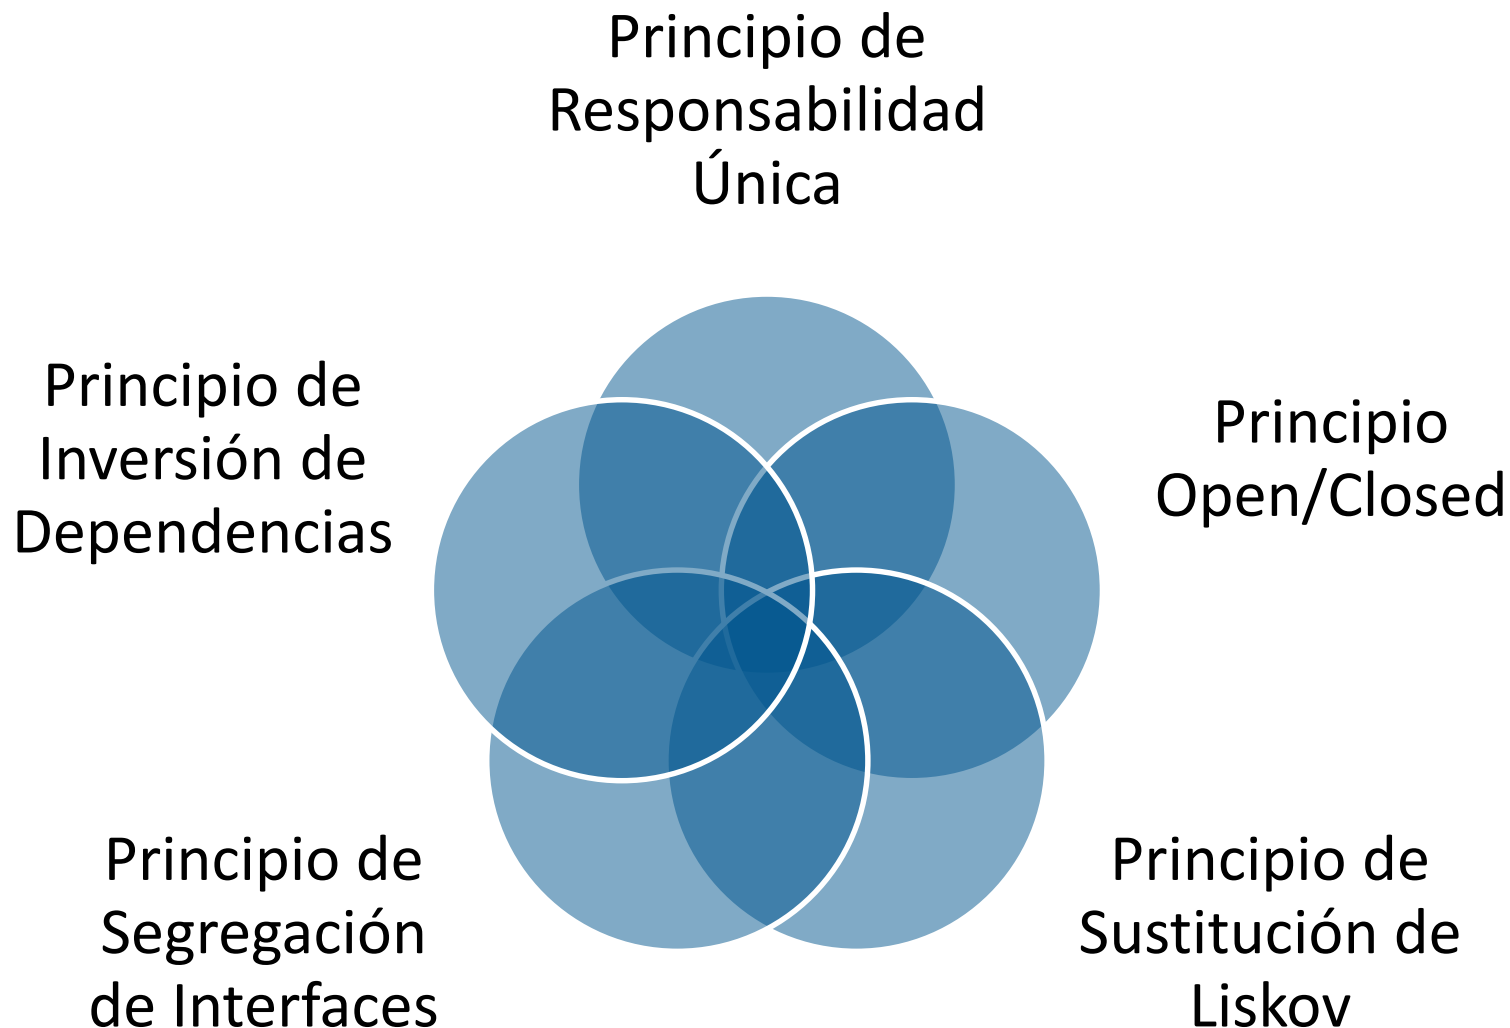 Principio de
Responsabilidad
Única
Principio
Open/Closed
Principio de
Sustitución de
Liskov
Principio de
Segregación
de Interfaces
Principio de
Inversión de
Dependencias